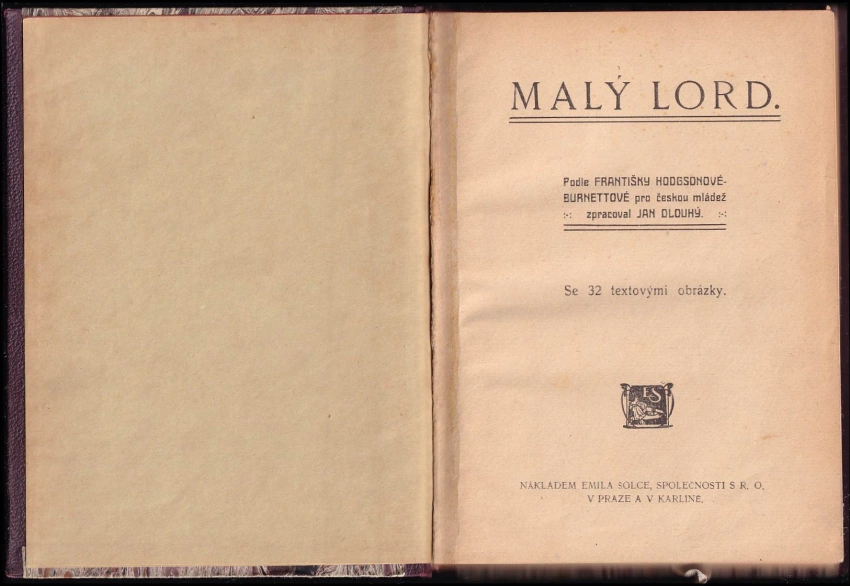 MALÝ LORD.
Podle FRANTIŠKY HODGSONOVÉ-
BURNETTOVÉ pro českou mládež
:-: zpracoval JAN DLOUHÝ. :-:
Se 32 textovými obrázky.
ES
NÁKLADEM EMILA ŠOLCE, SPOLEČNOSTI S R. O.
V PRAZE A V KARLÍNĚ.